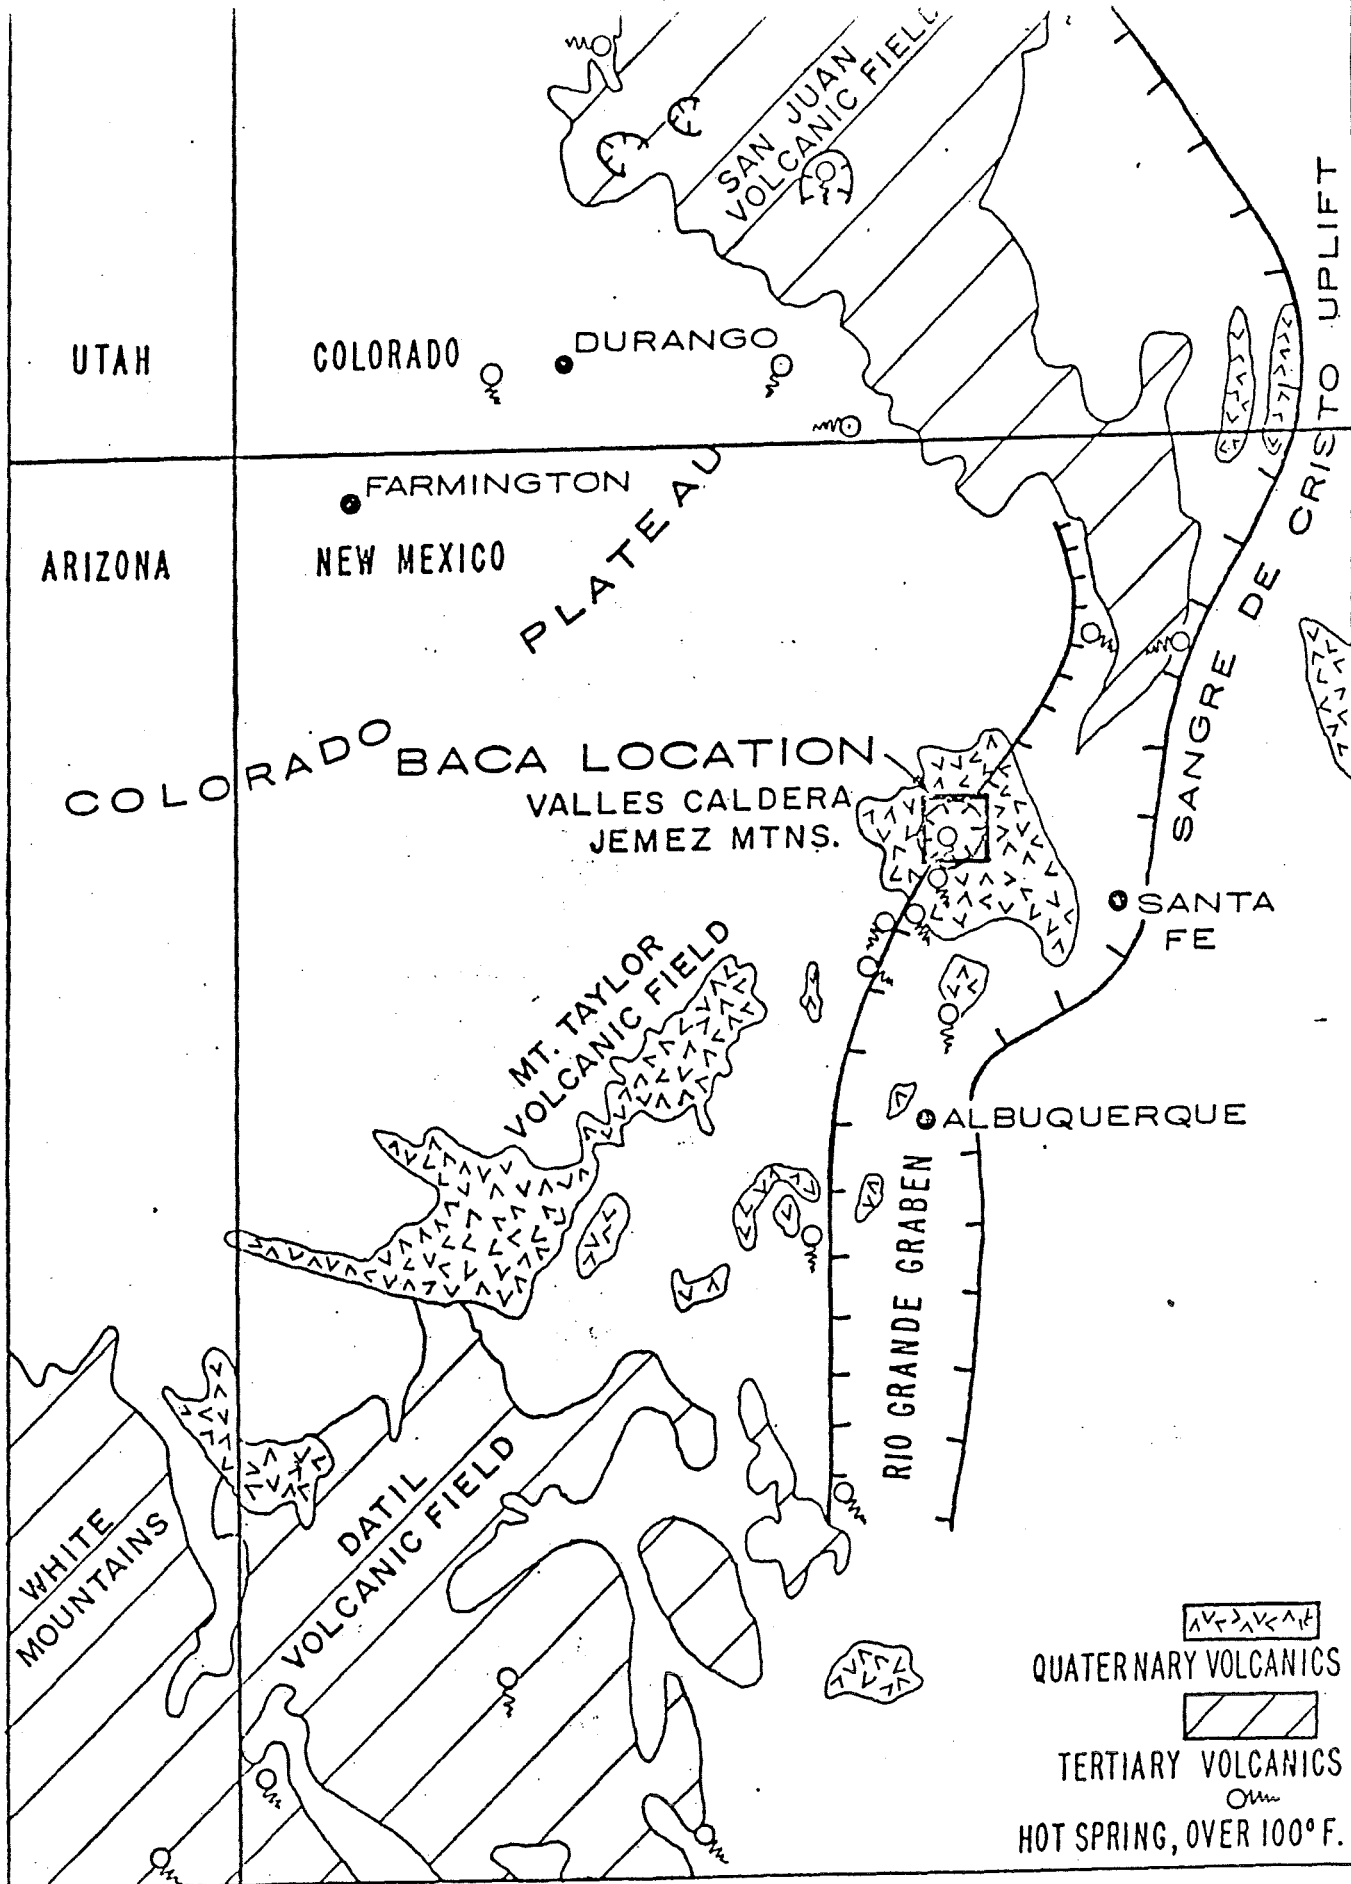 SAN JUAN
VOLCANIC FIELD
UTAH
COLORADO
DURANGO
SANGRE DE CRISTO UPLIFT
FARMINGTON
ARIZONA
NEW MEXICO
COLORADO PLATEAU
BACA LOCATION
VALLES CALDERA
JEMEZ MTNS.
SANTA
FE
MT. TAYLOR
VOLCANIC FIELD
ALBUQUERQUE
RIO GRANDE GRABEN
WHITE
MOUNTAINS
DATIL
VOLCANIC FIELD
QUATERNARY VOLCANICS
TERTIARY VOLCANICS
HOT SPRING, OVER 100° F.